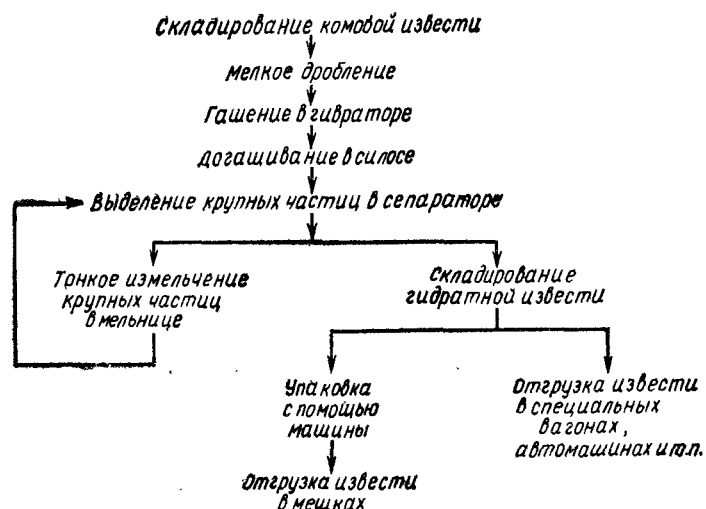 Складирование комовой извести
Мелкое дробление
Гашение в гивраторе
Догашивание в силосе
Выделение крупных частиц в сепараторе
Тонкое измельчение
крупных частиц
в мельнице
Складирование
гидратной извести
Упаковка
с помощью
машины
Отгрузка извести
в специальных
вагонах,
автомашинах и т.п.
Отгрузка извести
в мешках